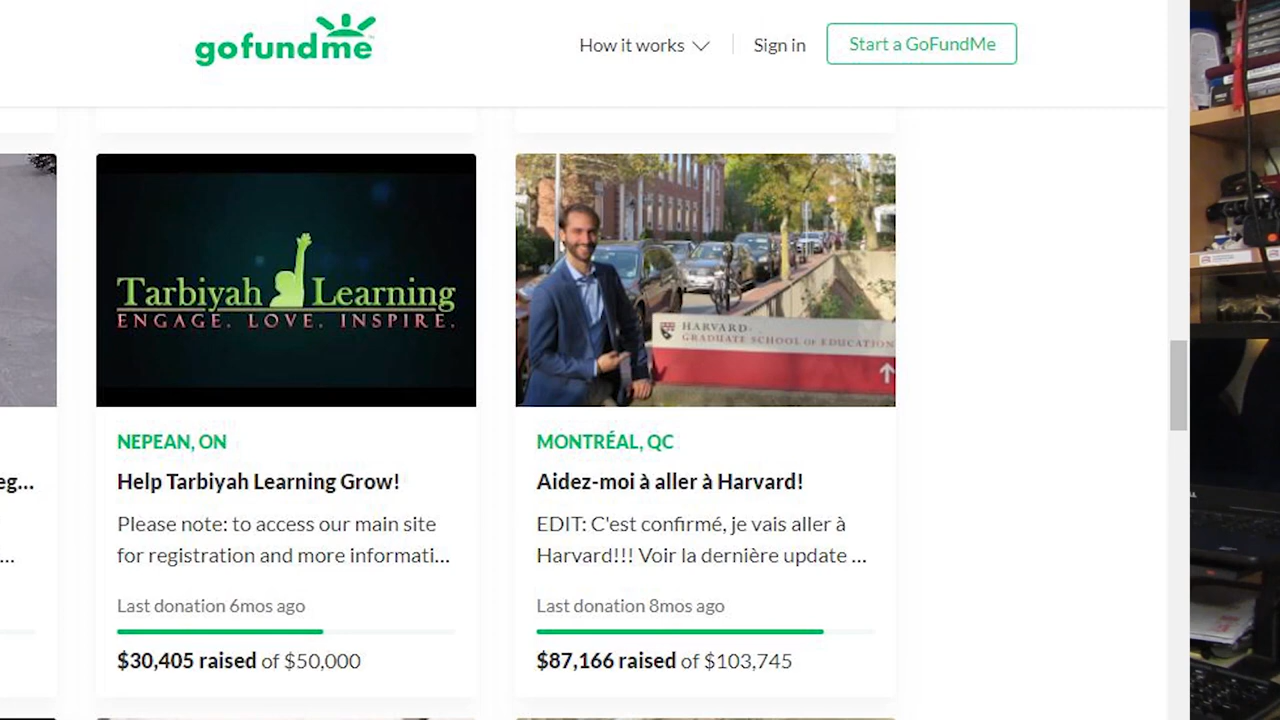 gofundme
How it works
Sign in
Start a GoFundMe
Tarbiyah Learning
ENGAGE. LOVE. INSPIRE.
HARVARD
GRADUATE SCHOOL OF EDUCATION
eg...
...
NEPEAN, ON
Help Tarbiyah Learning Grow!
Please note: to access our main site
for registration and more informati...
Last donation 6mos ago
$30,405 raised of $50,000
MONTRÉAL, QC
Aidez-moi à aller à Harvard!
EDIT: C'est confirmé, je vais aller à
Harvard!!! Voir la dernière update ...
Last donation 8mos ago
$87,166 raised of $103,745